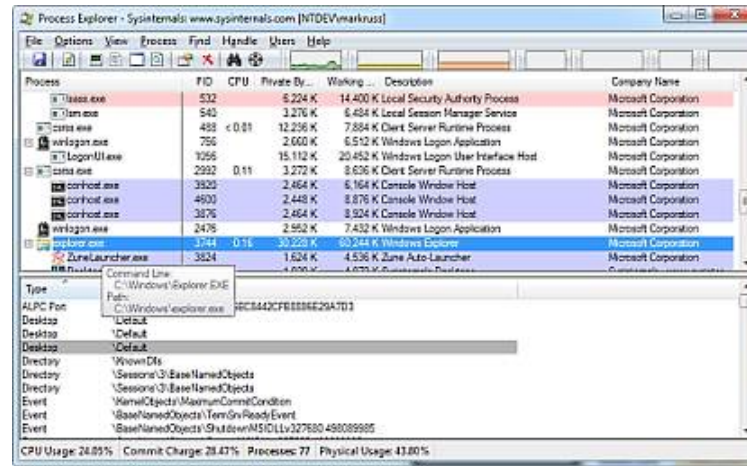 Process Explorer - Sysinternals: www.sysinternals.com [NTDEV\markruss]
File Options View Process Find Handle Users Help
Process PID CPU Private By... Working ... Description Company Name
lsass.exe 532 6,224 K 14,400 K Local Security Authority Process Microsoft Corporation
lsm.exe 540 3,276 K 6,484 K Local Session Manager Service Microsoft Corporation
csrss.exe 488 < 0.01 12,236 K 7,884 K Client Server Runtime Process Microsoft Corporation
winlogon.exe 756 2,660 K 6,512 K Windows Logon Application Microsoft Corporation
LogonUI.exe 1056 15,112 K 20,452 K Windows Logon User Interface Host Microsoft Corporation
csrss.exe 2992 0.11 3,272 K 8,636 K Client Server Runtime Process Microsoft Corporation
conhost.exe 3920 2,464 K 6,164 K Console Window Host Microsoft Corporation
conhost.exe 4600 2,448 K 8,876 K Console Window Host Microsoft Corporation
conhost.exe 3876 2,464 K 8,924 K Console Window Host Microsoft Corporation
winlogon.exe 2476 2,952 K 7,432 K Windows Logon Application Microsoft Corporation
explorer.exe 3744 0.16 30,228 K 60,244 K Windows Explorer Microsoft Corporation
ZuneLauncher.exe 3824 1,624 K 4,536 K Zune Auto-Launcher Microsoft Corporation
Command Line:
C:\Windows\Explorer.EXE
Path:
C:\Windows\explorer.exe
Type
ALPC Port
Desktop \Default
Desktop \Default
Desktop \Default
Directory \KnownDlls
Directory \Sessions\3\BaseNamedObjects
Directory \Sessions\3\BaseNamedObjects
Event \KernelObjects\MaximumCommitCondition
Event \BaseNamedObjects\TermSrvReadyEvent
Event \BaseNamedObjects\ShutdownMSIDLLv327680.498089985
CPU Usage: 24.05% Commit Charge: 28.47% Processes: 77 Physical Usage: 43.80%